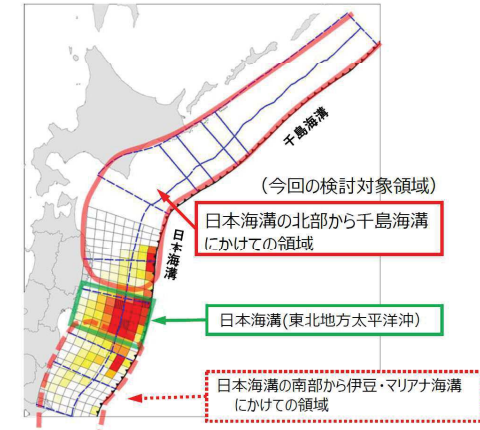 千島海溝
(今回の検討対象領域)
日本海溝の北部から千島海溝
にかけての領域
日本海溝
日本海溝(東北地方太平洋沖)
日本海溝の南部から伊豆・マリアナ海溝
にかけての領域